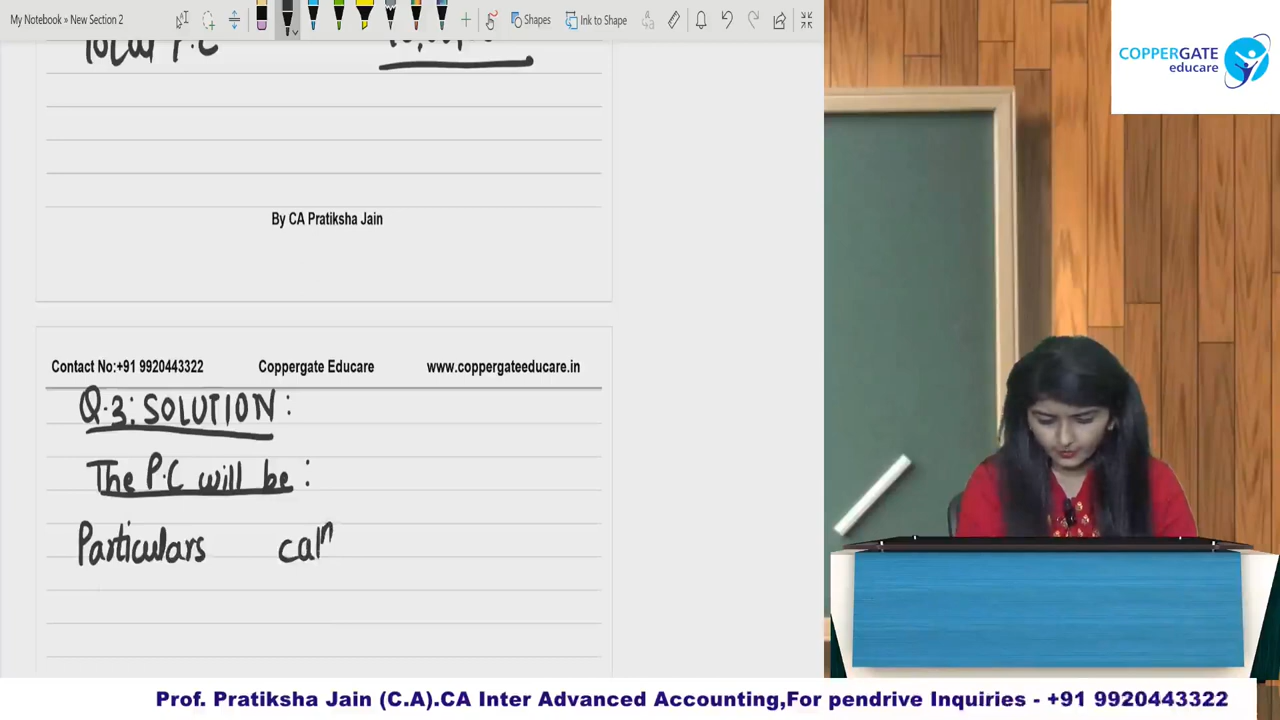 My Notebook » New Section 2
Shapes
Ink to Shape
COPPERGATE
educare
Total P.C
By CA Pratiksha Jain
Contact No:+91 9920443322 Coppergate Educare www.coppergateeducare.in
Q.3: SOLUTION :
The P.C will be :
Particulars caln
Prof. Pratiksha Jain (C.A).CA Inter Advanced Accounting,For pendrive Inquiries - +91 9920443322